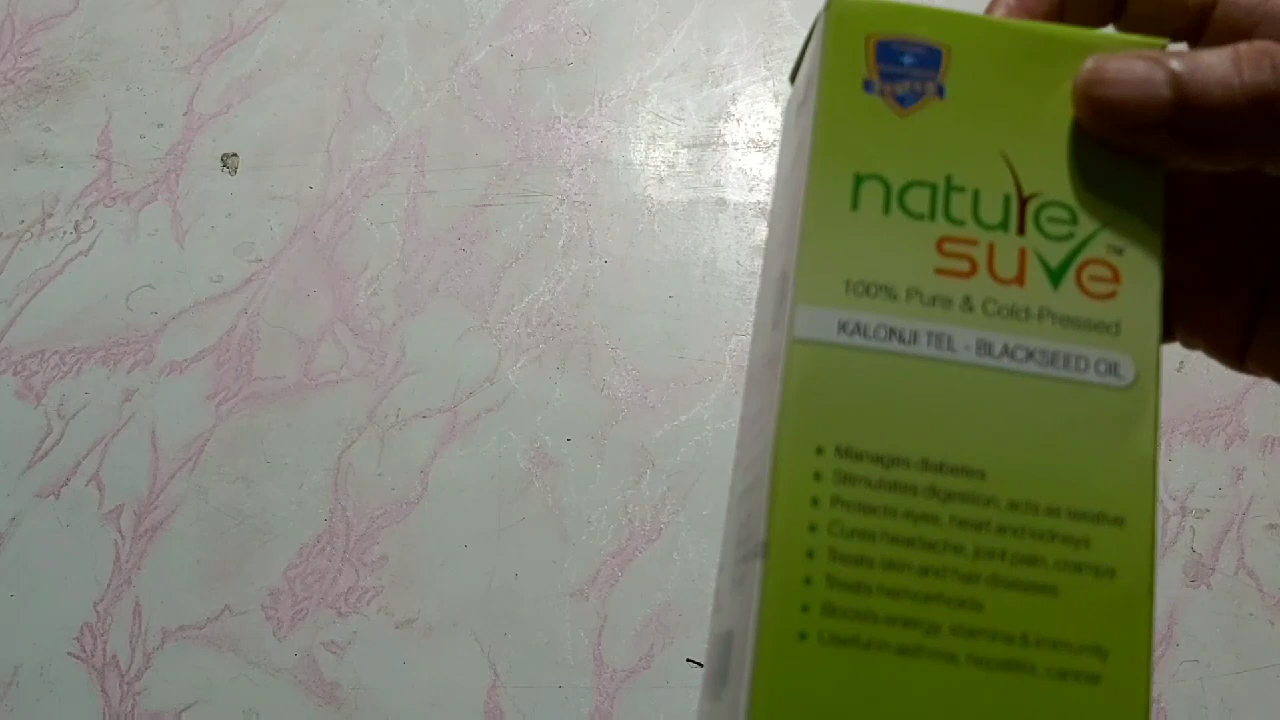 nature
suve™
100% Pure & Cold-Pressed
KALONJI TEL - BLACKSEED OIL
• Manages diabetes
• Stimulates digestion, acts as laxative
• Protects eyes, heart and kidneys
• Cures headache, joint pain, cramps
• Treats skin and hair diseases
• Treats hemorrhoids
• Boosts energy, stamina & immunity
• Useful in asthma, hepatitis, cancer